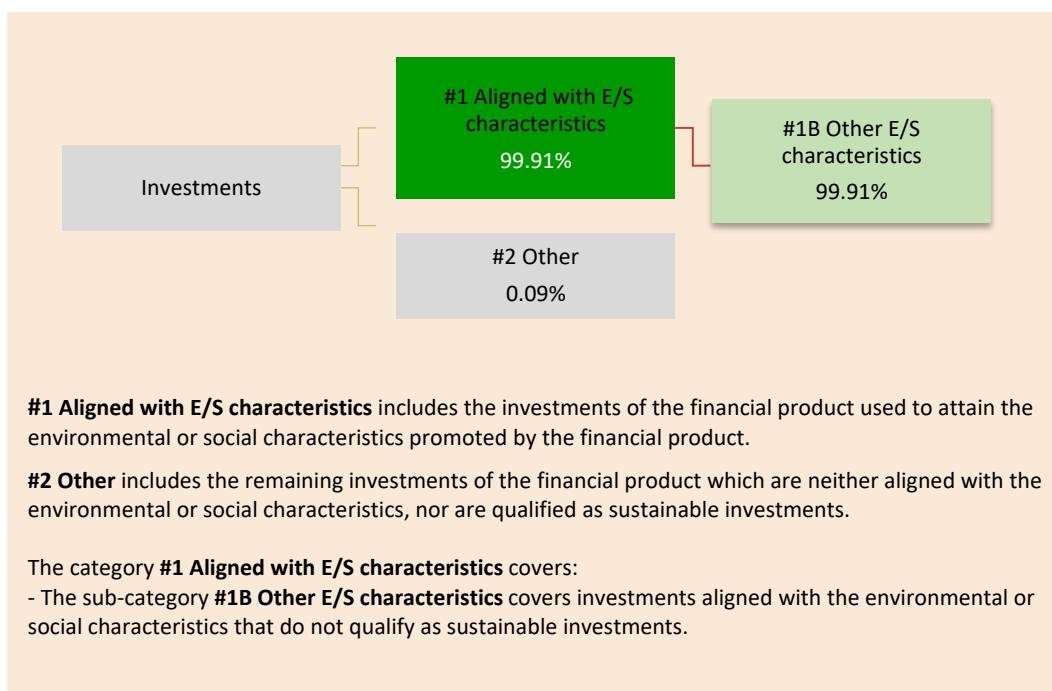 #1 Aligned with E/S
characteristics
99.91%
#1B Other E/S
characteristics
99.91%
Investments
#2 Other
0.09%
#1 Aligned with E/S characteristics includes the investments of the financial product used to attain the
environmental or social characteristics promoted by the financial product.
#2 Other includes the remaining investments of the financial product which are neither aligned with the
environmental or social characteristics, nor are qualified as sustainable investments.
The category #1 Aligned with E/S characteristics covers:
- The sub-category #1B Other E/S characteristics covers investments aligned with the environmental or
social characteristics that do not qualify as sustainable investments.